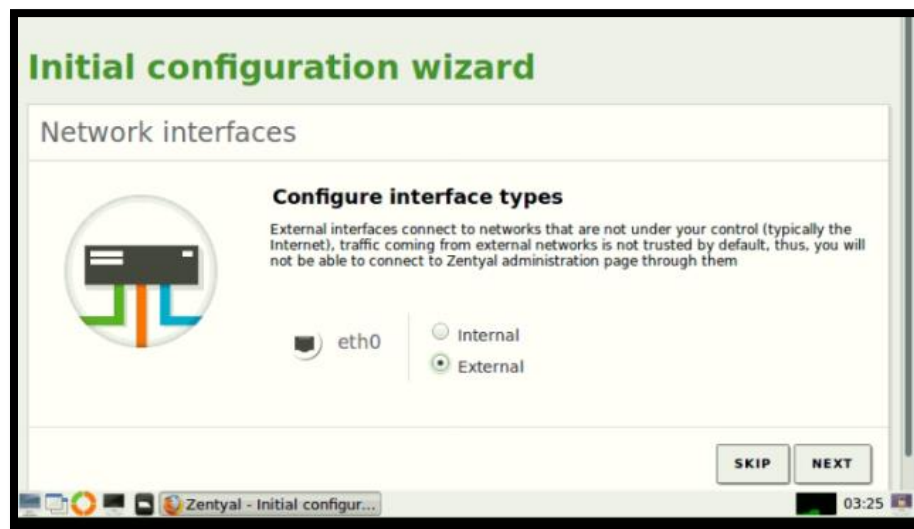 Initial configuration wizard
Network interfaces
Configure interface types
External interfaces connect to networks that are not under your control (typically the
Internet), traffic coming from external networks is not trusted by default, thus, you will
not be able to connect to Zentyal administration page through them
eth0
Internal
External
SKIP NEXT
Zentyal - Initial configur...
03:25